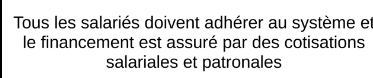 Tous les salariés doivent adhérer au système et
le financement est assuré par des cotisations
salariales et patronales